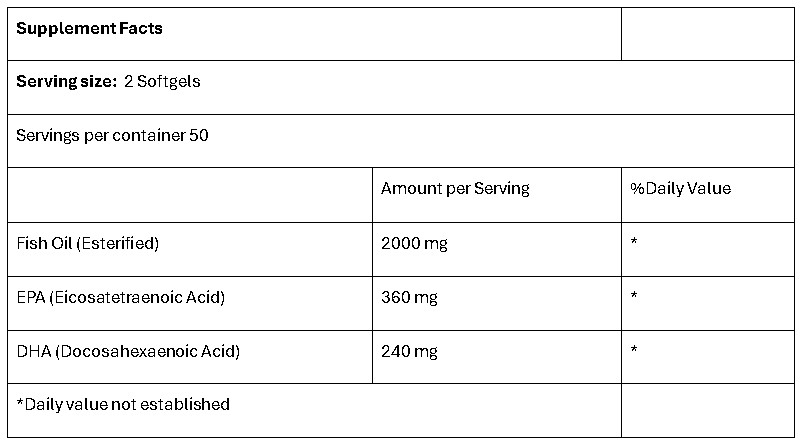 Supplement Facts
Serving size: 2 Softgels
Servings per container 50
Amount per Serving %Daily Value
Fish Oil (Esterified) 2000 mg *
EPA (Eicosatetraenoic Acid) 360 mg *
DHA (Docosahexaenoic Acid) 240 mg *
*Daily value not established